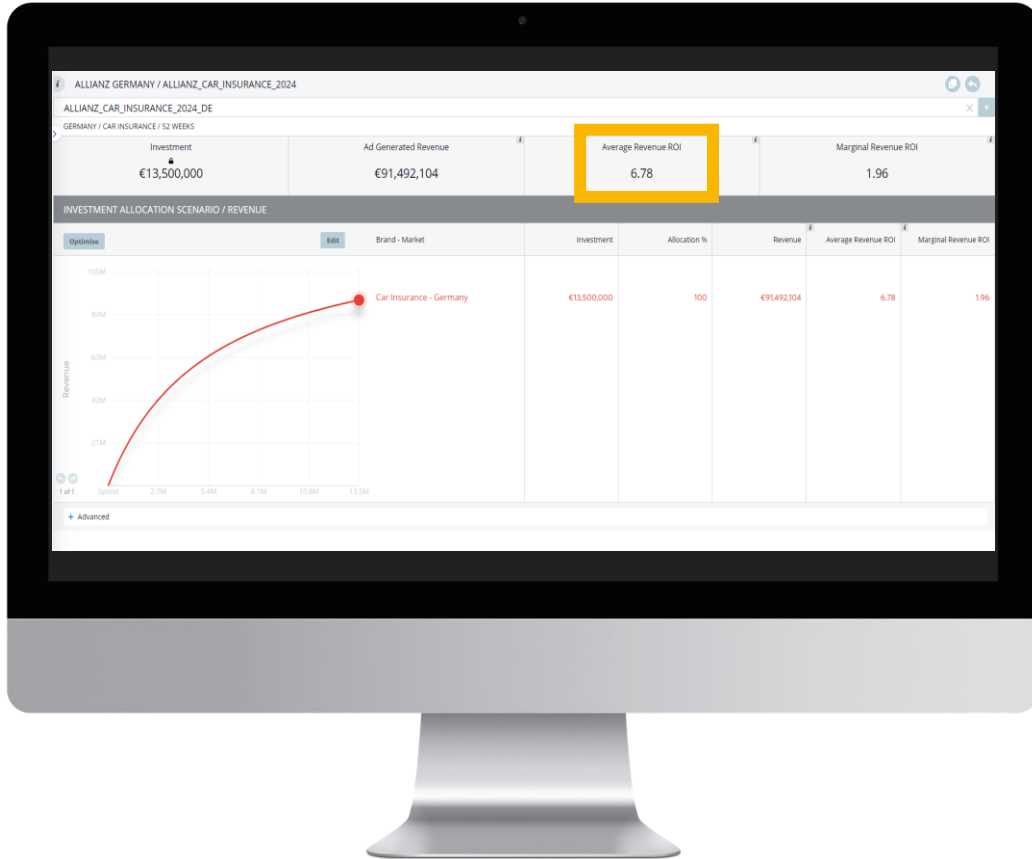 i ALLIANZ GERMANY / ALLIANZ_CAR_INSURANCE_2024
ALLIANZ_CAR_INSURANCE_2024_DE
GERMANY / CAR INSURANCE / 52 WEEKS
Investment
€13,500,000
Ad Generated Revenue i
€91,492,104
Average Revenue ROI i
6.78
Marginal Revenue ROI i
1.96
INVESTMENT ALLOCATION SCENARIO / REVENUE
Optimise Edit Brand - Market Investment Allocation % Revenue i Average Revenue ROI i Marginal Revenue ROI
Car Insurance - Germany €13,500,000 100 €91,492,104 6.78 1.96
105M
84M
63M
42M
21M
Revenue
Spend 2.7M 5.4M 8.1M 10.8M 13.5M
1 of 1
+ Advanced